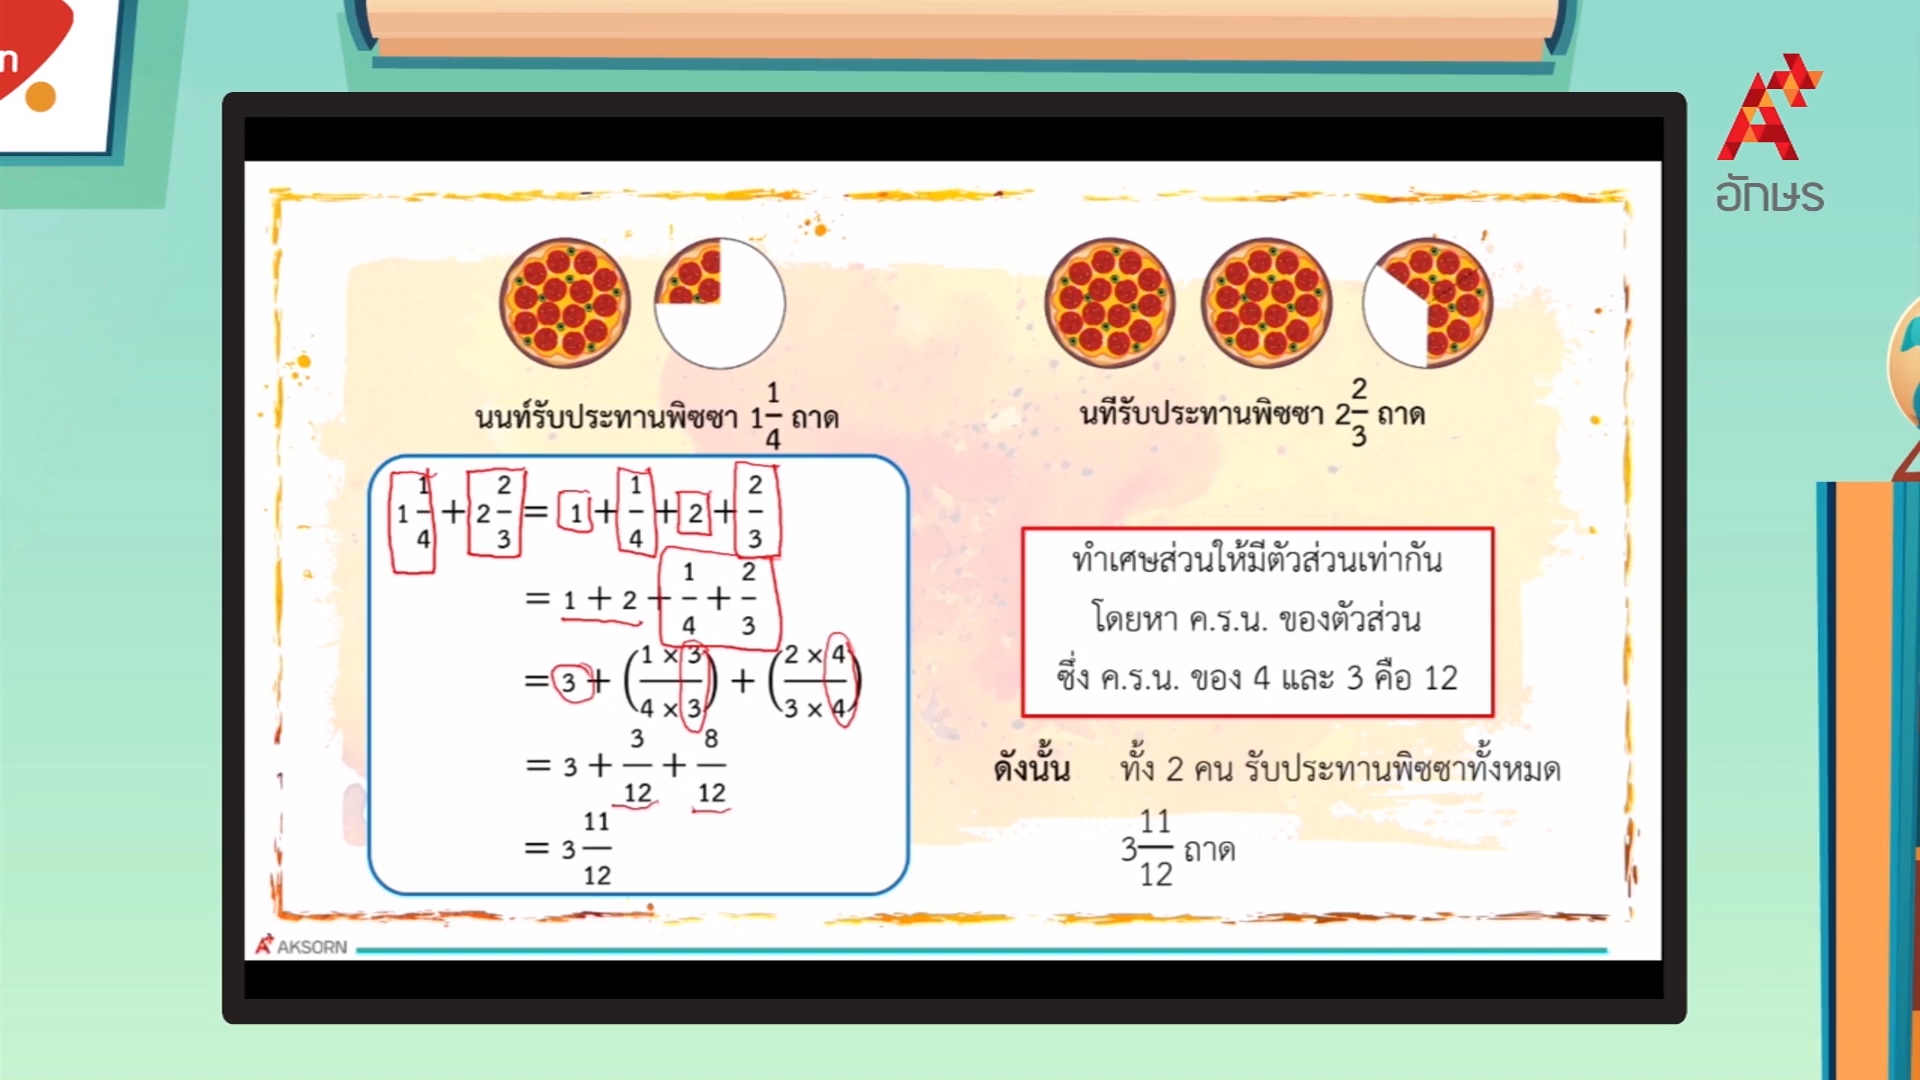 อักษร
นนท์รับประทานพิซซา 1 1/4 ถาด
นทีรับประทานพิซซา 2 2/3 ถาด
1 1/4 + 2 2/3 = 1 + 1/4 + 2 + 2/3
= 1 + 2 + 1/4 + 2/3
= 3 + (1 × 3 / 4 × 3) + (2 × 4 / 3 × 4)
= 3 + 3/12 + 8/12
= 3 11/12
ทำเศษส่วนให้มีตัวส่วนเท่ากัน
โดยหา ค.ร.น. ของตัวส่วน
ซึ่ง ค.ร.น. ของ 4 และ 3 คือ 12
ดังนั้น ทั้ง 2 คน รับประทานพิซซาทั้งหมด
3 11/12 ถาด
AKSORN